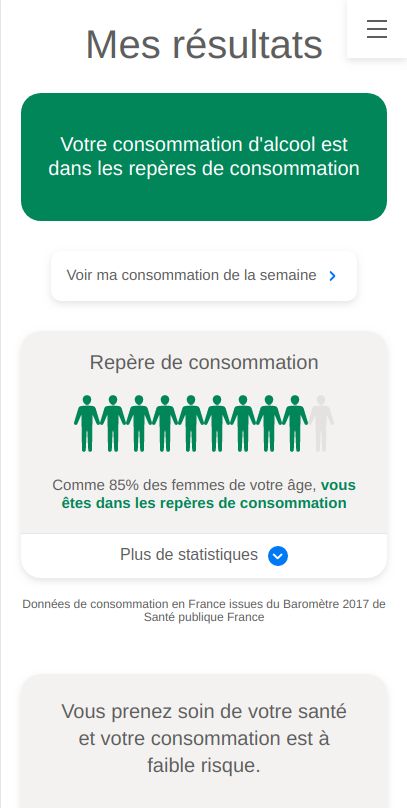 Mes résultats
Votre consommation d'alcool est
dans les repères de consommation
Voir ma consommation de la semaine
Repère de consommation
Comme 85% des femmes de votre âge, vous
êtes dans les repères de consommation
Plus de statistiques
Données de consommation en France issues du Baromètre 2017 de
Santé publique France
Vous prenez soin de votre santé
et votre consommation est à
faible risque.